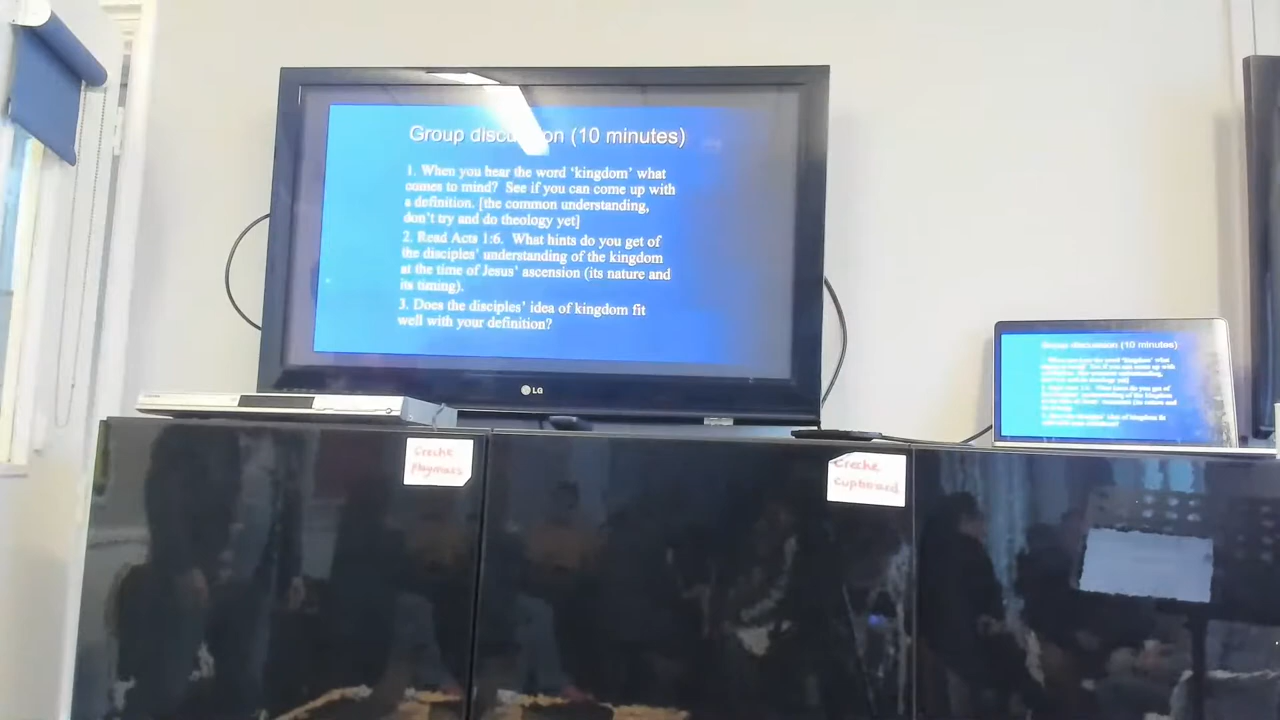 Group discussion (10 minutes)
1. When you hear the word ‘kingdom’ what
comes to mind? See if you can come up with
a definition. [the common understanding,
don’t try and do theology yet]
2. Read Acts 1:6. What hints do you get of
the disciples’ understanding of the kingdom
at the time of Jesus’ ascension (its nature and
its timing).
3. Does the disciples’ idea of kingdom fit
well with your definition?
LG
Creche
Playmats
Creche
Cupboard
Group discussion (10 minutes)